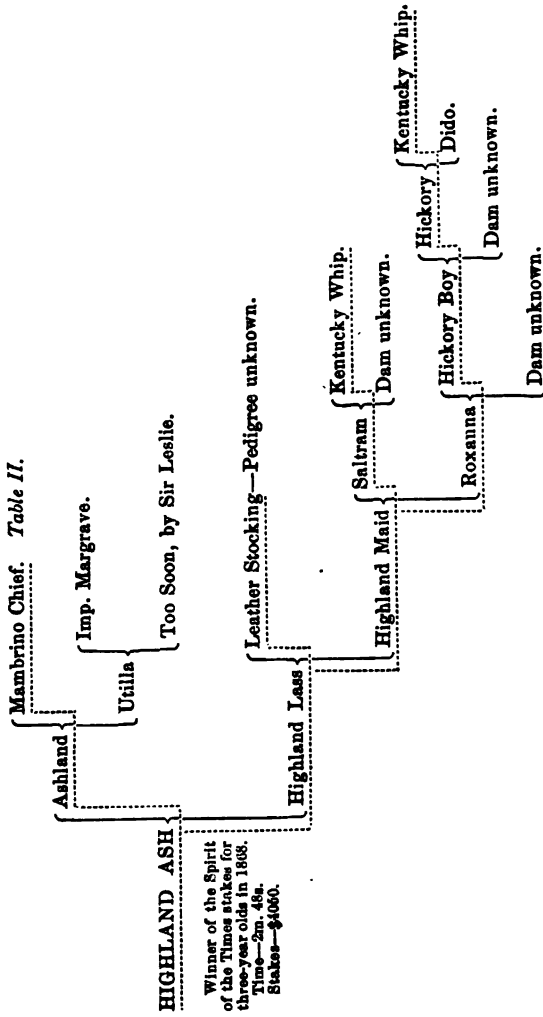 Table II.
HIGHLAND ASH
Winner of the Spirit
of the Times stakes for
three-year olds in 1868.
Time—2m. 48s.
Stakes—$4060.
Ashland
Mambrino Chief.
Utilla
Imp. Margrave.
Too Soon, by Sir Leslie.
Highland Lass
Leather Stocking—Pedigree unknown.
Highland Maid
Saltram
Kentucky Whip.
Dam unknown.
Roxanna
Hickory Boy
Hickory
Kentucky Whip.
Dido.
Dam unknown.
Dam unknown.